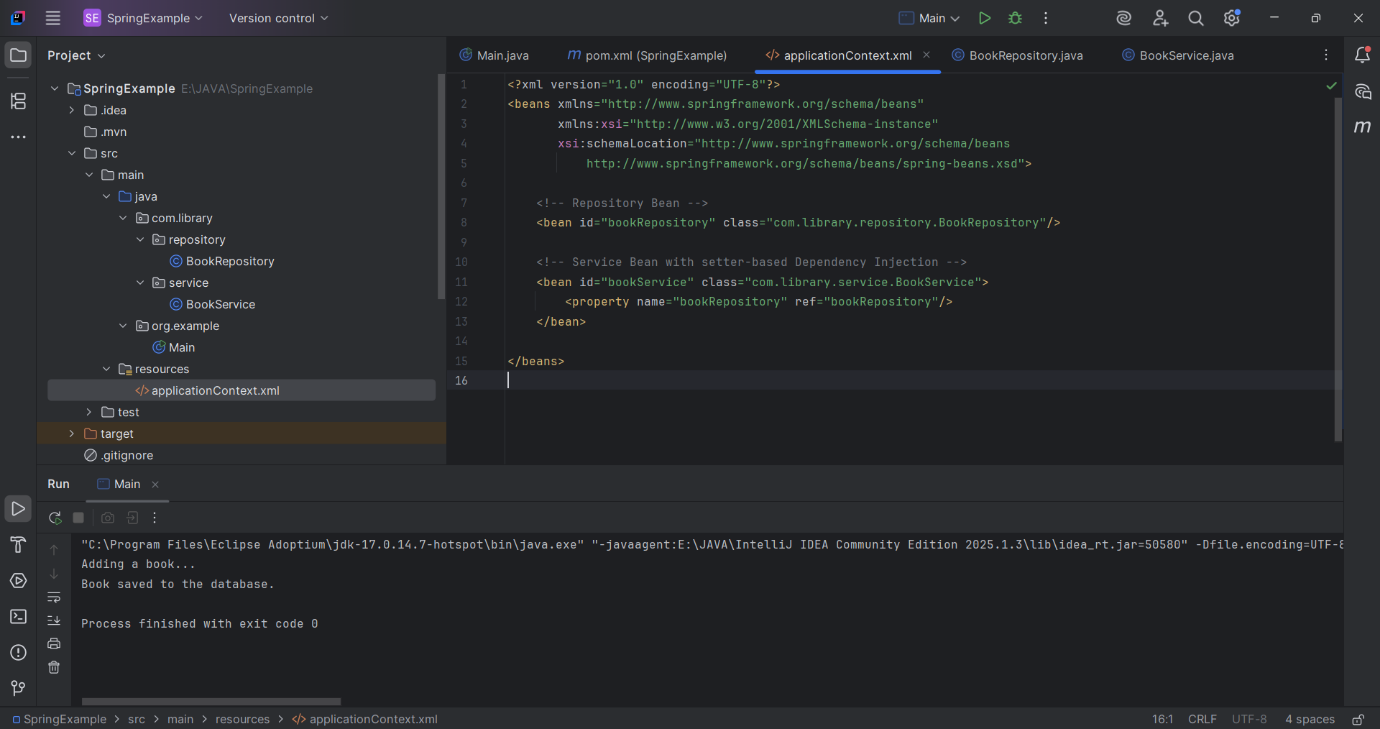 SE SpringExample Version control Main
Project
Main.java
pom.xml (SpringExample)
applicationContext.xml
BookRepository.java
BookService.java
SpringExample E:\JAVA\SpringExample
.idea
.mvn
src
main
java
com.library
repository
BookRepository
service
BookService
org.example
Main
resources
applicationContext.xml
test
target
.gitignore
1 <?xml version="1.0" encoding="UTF-8"?>
2 <beans xmlns="http://www.springframework.org/schema/beans"
3 xmlns:xsi="http://www.w3.org/2001/XMLSchema-instance"
4 xsi:schemaLocation="http://www.springframework.org/schema/beans
5 http://www.springframework.org/schema/beans/spring-beans.xsd">
6
7 <!-- Repository Bean -->
8 <bean id="bookRepository" class="com.library.repository.BookRepository"/>
9
10 <!-- Service Bean with setter-based Dependency Injection -->
11 <bean id="bookService" class="com.library.service.BookService">
12 <property name="bookRepository" ref="bookRepository"/>
13 </bean>
14
15 </beans>
16
Run Main
"C:\Program Files\Eclipse Adoptium\jdk-17.0.14.7-hotspot\bin\java.exe" "-javaagent:E:\JAVA\IntelliJ IDEA Community Edition 2025.1.3\lib\idea_rt.jar=50580" -Dfile.encoding=UTF-8
Adding a book...
Book saved to the database.
Process finished with exit code 0
SpringExample > src > main > resources > applicationContext.xml 16:1 CRLF UTF-8 4 spaces